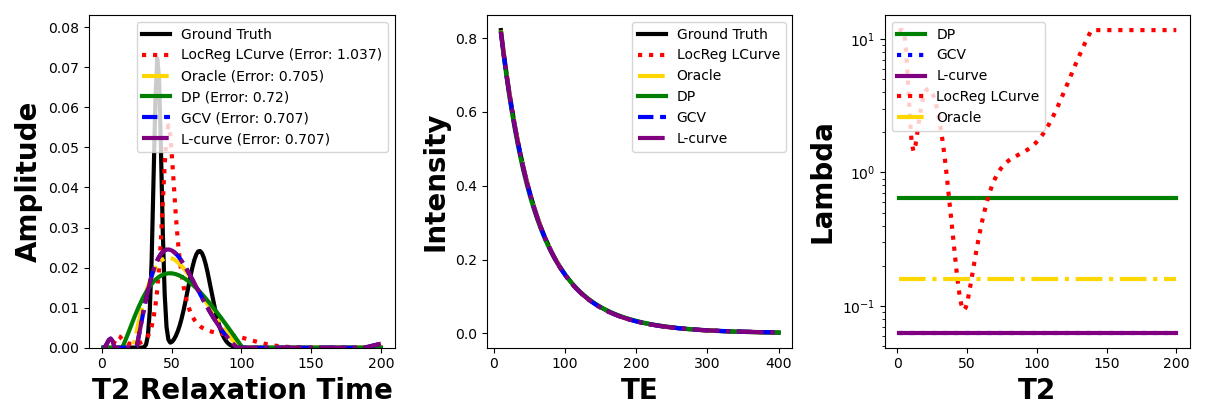 Amplitude
0.08
0.07
0.06
0.05
0.04
0.03
0.02
0.01
0.00
Ground Truth
LocReg LCurve (Error: 1.037)
Oracle (Error: 0.705)
DP (Error: 0.72)
GCV (Error: 0.707)
L-curve (Error: 0.707)
0 50 100 150 200
T2 Relaxation Time
Intensity
0.8
0.6
0.4
0.2
0.0
Ground Truth
LocReg LCurve
Oracle
DP
GCV
L-curve
0 100 200 300 400
TE
Lambda
10¹
10⁰
10⁻¹
DP
GCV
L-curve
LocReg LCurve
Oracle
0 50 100 150 200
T2